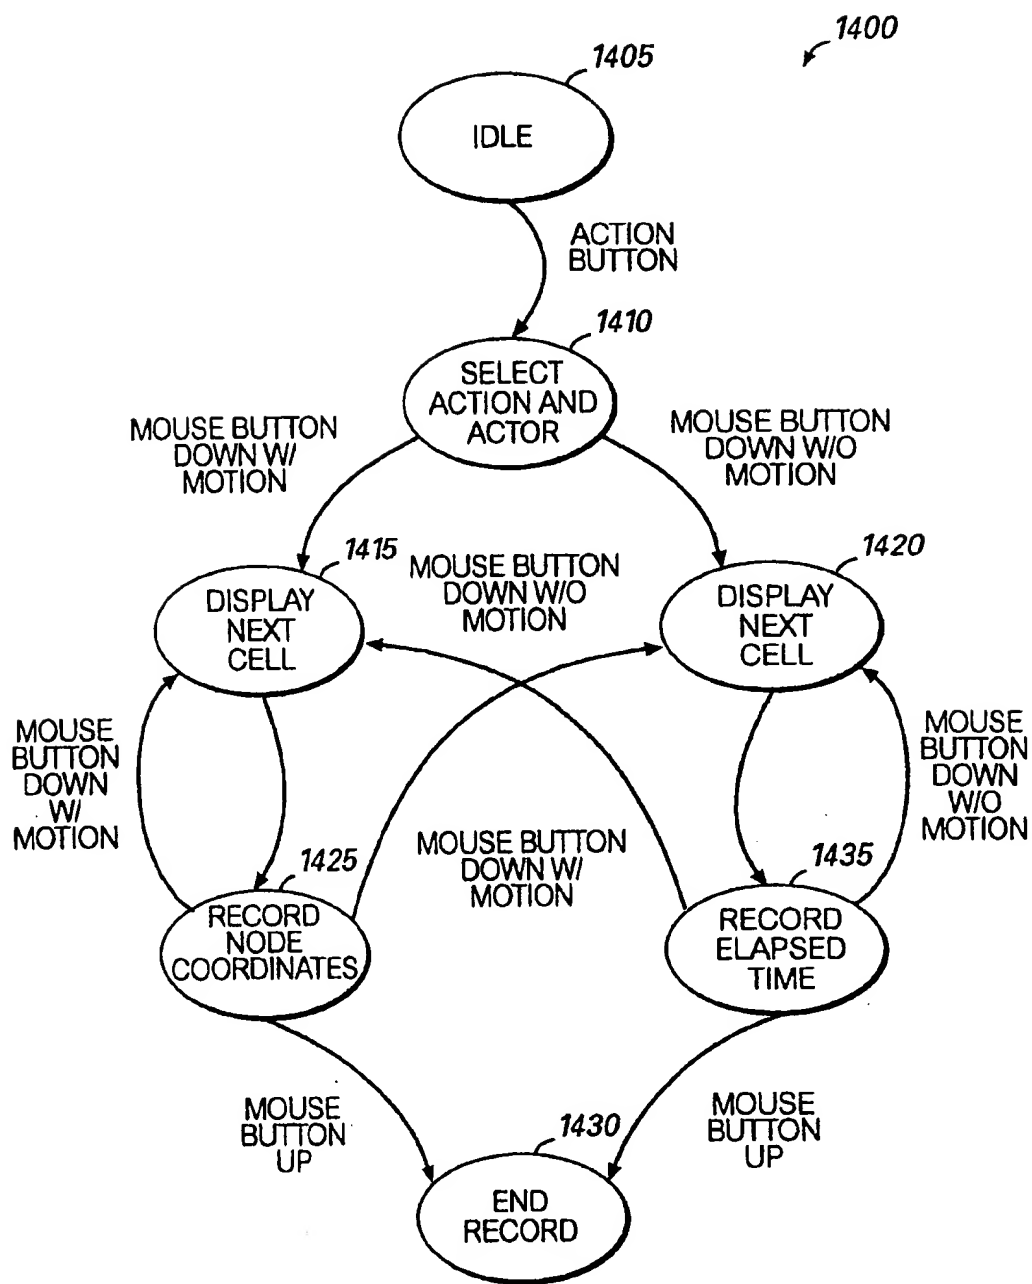 1400
1405
IDLE
ACTION
BUTTON
1410
SELECT
ACTION AND
ACTOR
MOUSE BUTTON
DOWN W/
MOTION
MOUSE BUTTON
DOWN W/O
MOTION
1415
DISPLAY
NEXT
CELL
MOUSE BUTTON
DOWN W/O
MOTION
1420
DISPLAY
NEXT
CELL
MOUSE
BUTTON
DOWN
W/
MOTION
MOUSE
BUTTON
DOWN
W/O
MOTION
MOUSE BUTTON
DOWN W/
MOTION
1425
RECORD
NODE
COORDINATES
1435
RECORD
ELAPSED
TIME
MOUSE
BUTTON
UP
MOUSE
BUTTON
UP
1430
END
RECORD